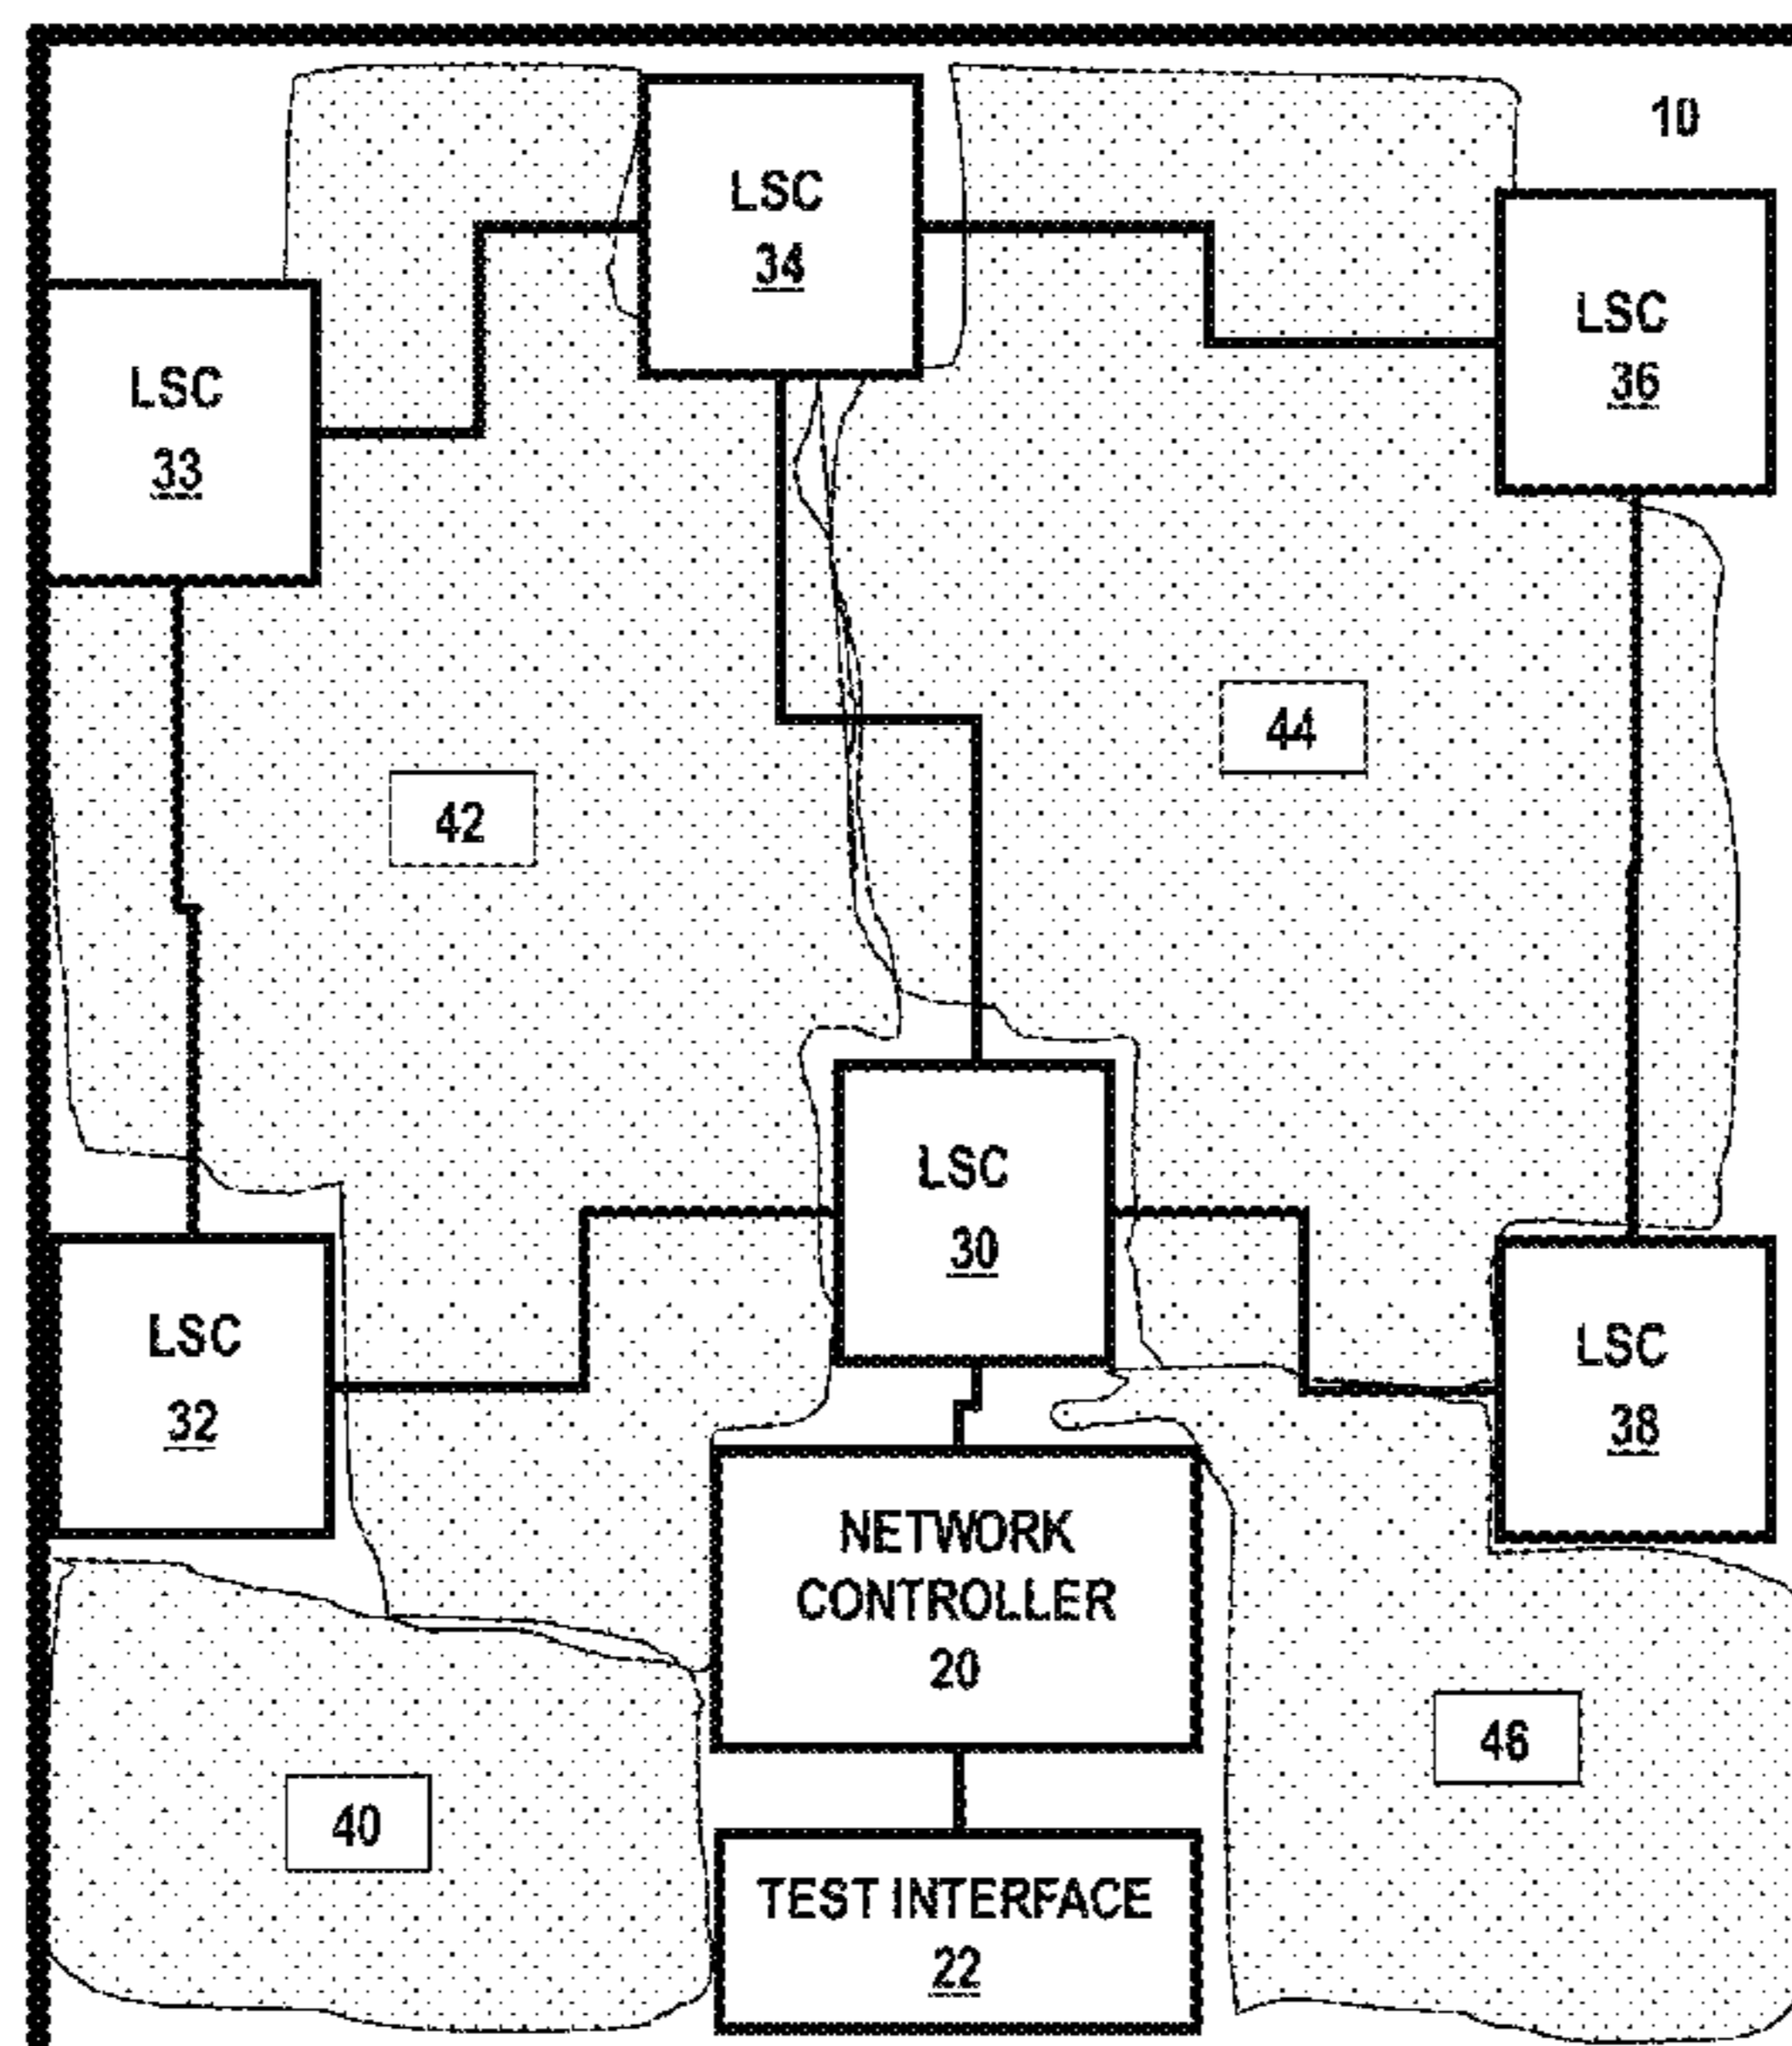 10
LSC
34
LSC
36
LSC
33
44
42
LSC
30
LSC
32
LSC
38
NETWORK
CONTROLLER
20
46
40
TEST INTERFACE
22